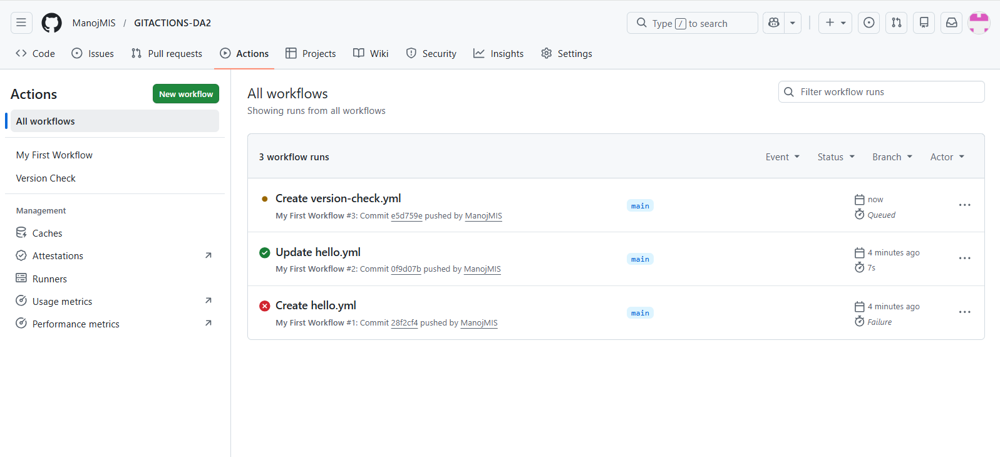 ManojMIS / GITACTIONS-DA2
Type / to search
Code
Issues
Pull requests
Actions
Projects
Wiki
Security
Insights
Settings
Actions
New workflow
All workflows
My First Workflow
Version Check
Management
Caches
Attestations
Runners
Usage metrics
Performance metrics
All workflows
Showing runs from all workflows
Filter workflow runs
3 workflow runs
Event
Status
Branch
Actor
Create version-check.yml
My First Workflow #3: Commit e5d759e pushed by ManojMIS
main
now
Queued
Update hello.yml
My First Workflow #2: Commit 0f9d07b pushed by ManojMIS
main
4 minutes ago
7s
Create hello.yml
My First Workflow #1: Commit 28f2cf4 pushed by ManojMIS
main
4 minutes ago
Failure